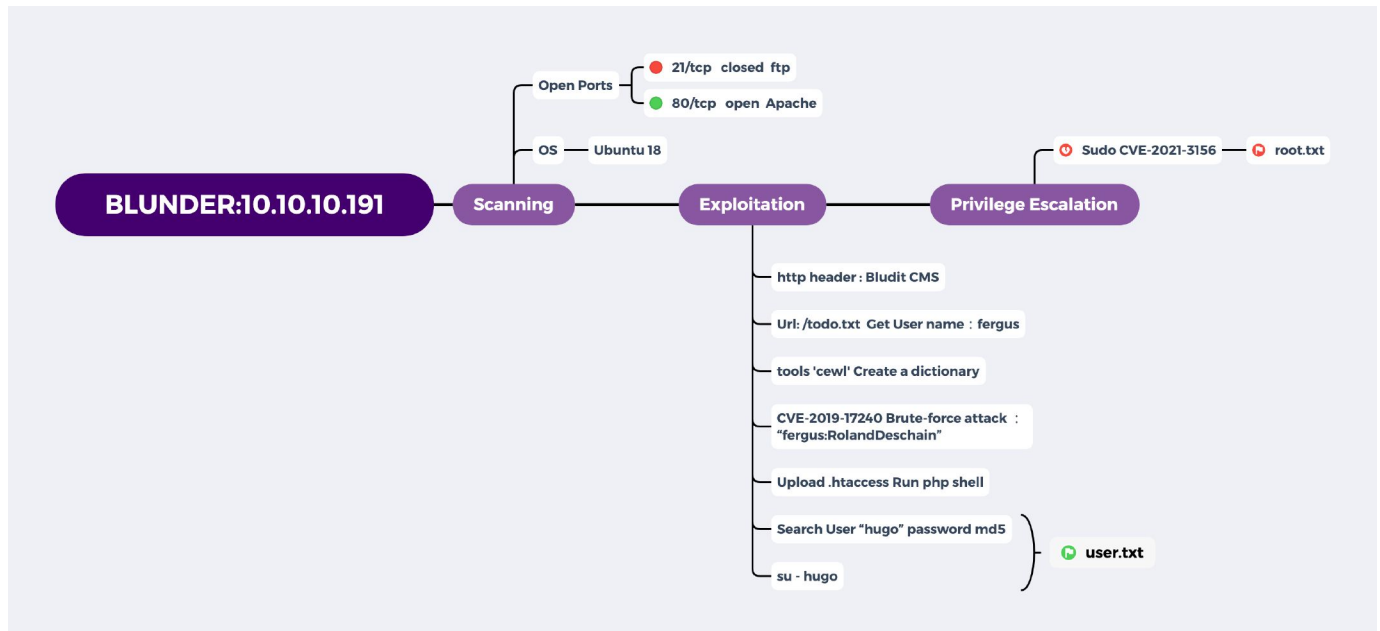 Open Ports
21/tcp closed ftp
80/tcp open Apache
OS
Ubuntu 18
BLUNDER:10.10.10.191
Scanning
Exploitation
Privilege Escalation
Sudo CVE-2021-3156
root.txt
http header : Bludit CMS
Url: /todo.txt Get User name : fergus
tools 'cewl' Create a dictionary
CVE-2019-17240 Brute-force attack :
“fergus:RolandDeschain”
Upload .htaccess Run php shell
Search User “hugo” password md5
su - hugo
user.txt